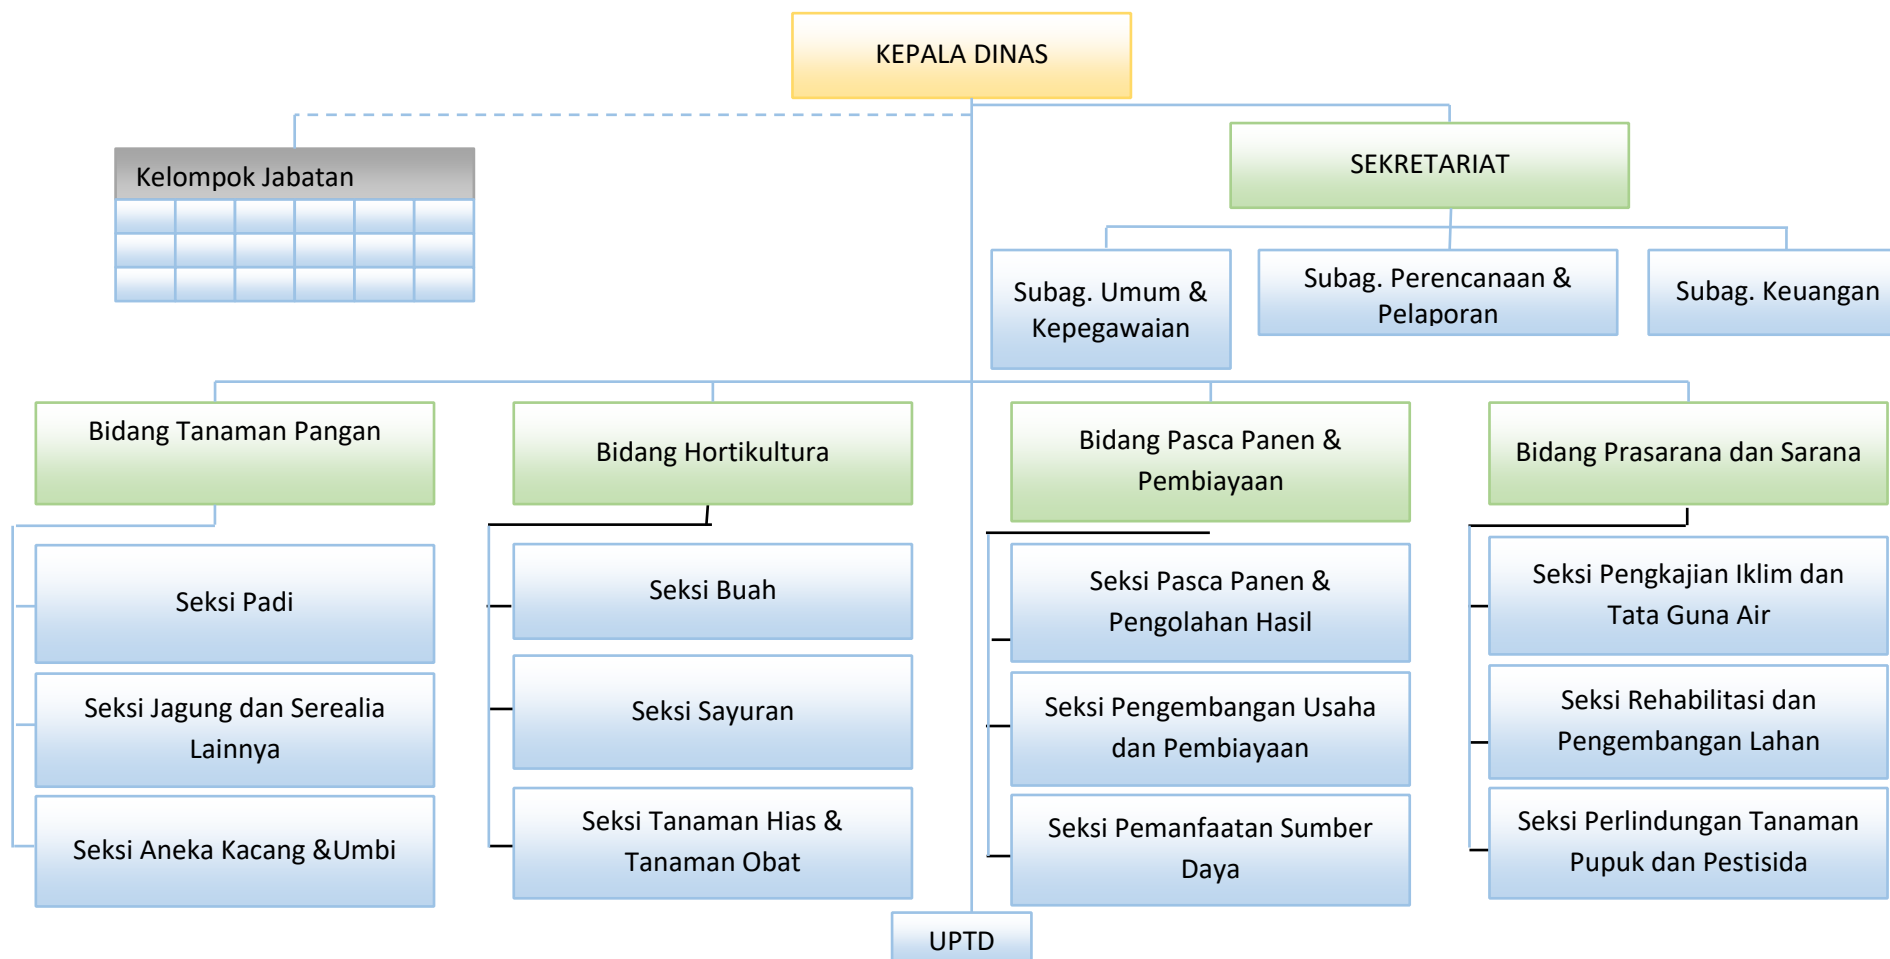 KEPALA DINAS
Kelompok Jabatan
SEKRETARIAT
Subag. Umum &
Kepegawaian
Subag. Perencanaan &
Pelaporan
Subag. Keuangan
Bidang Tanaman Pangan
Bidang Hortikultura
Bidang Pasca Panen &
Pembiayaan
Bidang Prasarana dan Sarana
Seksi Padi
Seksi Jagung dan Serealia
Lainnya
Seksi Aneka Kacang &Umbi
Seksi Buah
Seksi Sayuran
Seksi Tanaman Hias &
Tanaman Obat
Seksi Pasca Panen &
Pengolahan Hasil
Seksi Pengembangan Usaha
dan Pembiayaan
Seksi Pemanfaatan Sumber
Daya
Seksi Pengkajian Iklim dan
Tata Guna Air
Seksi Rehabilitasi dan
Pengembangan Lahan
Seksi Perlindungan Tanaman
Pupuk dan Pestisida
UPTD